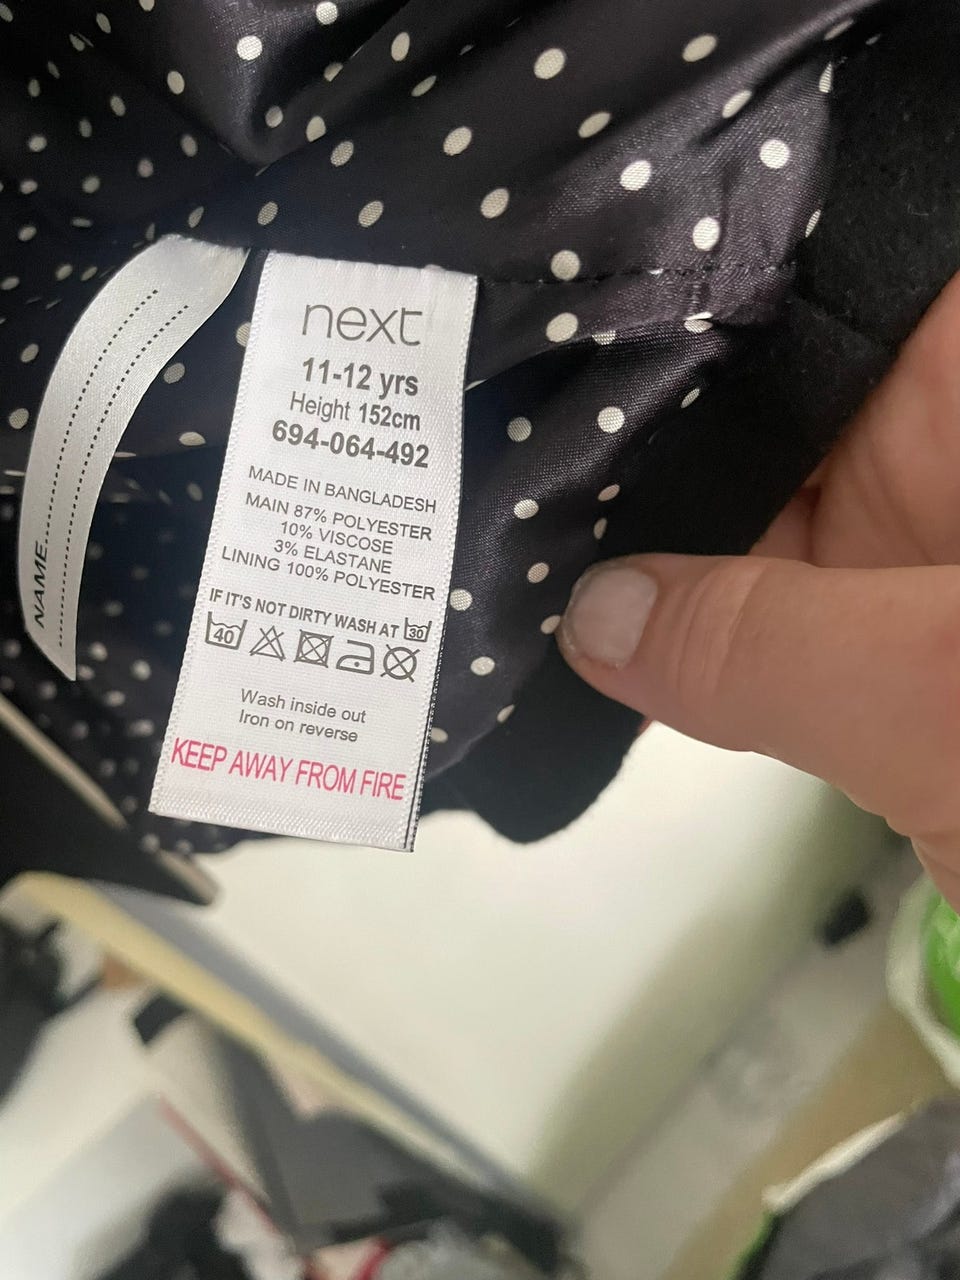 next
11-12 yrs
Height 152cm
694-064-492
MADE IN BANGLADESH
MAIN 87% POLYESTER
10% VISCOSE
3% ELASTANE
LINING 100% POLYESTER
IF IT'S NOT DIRTY WASH AT 30
40
Wash inside out
Iron on reverse
KEEP AWAY FROM FIRE
NAME